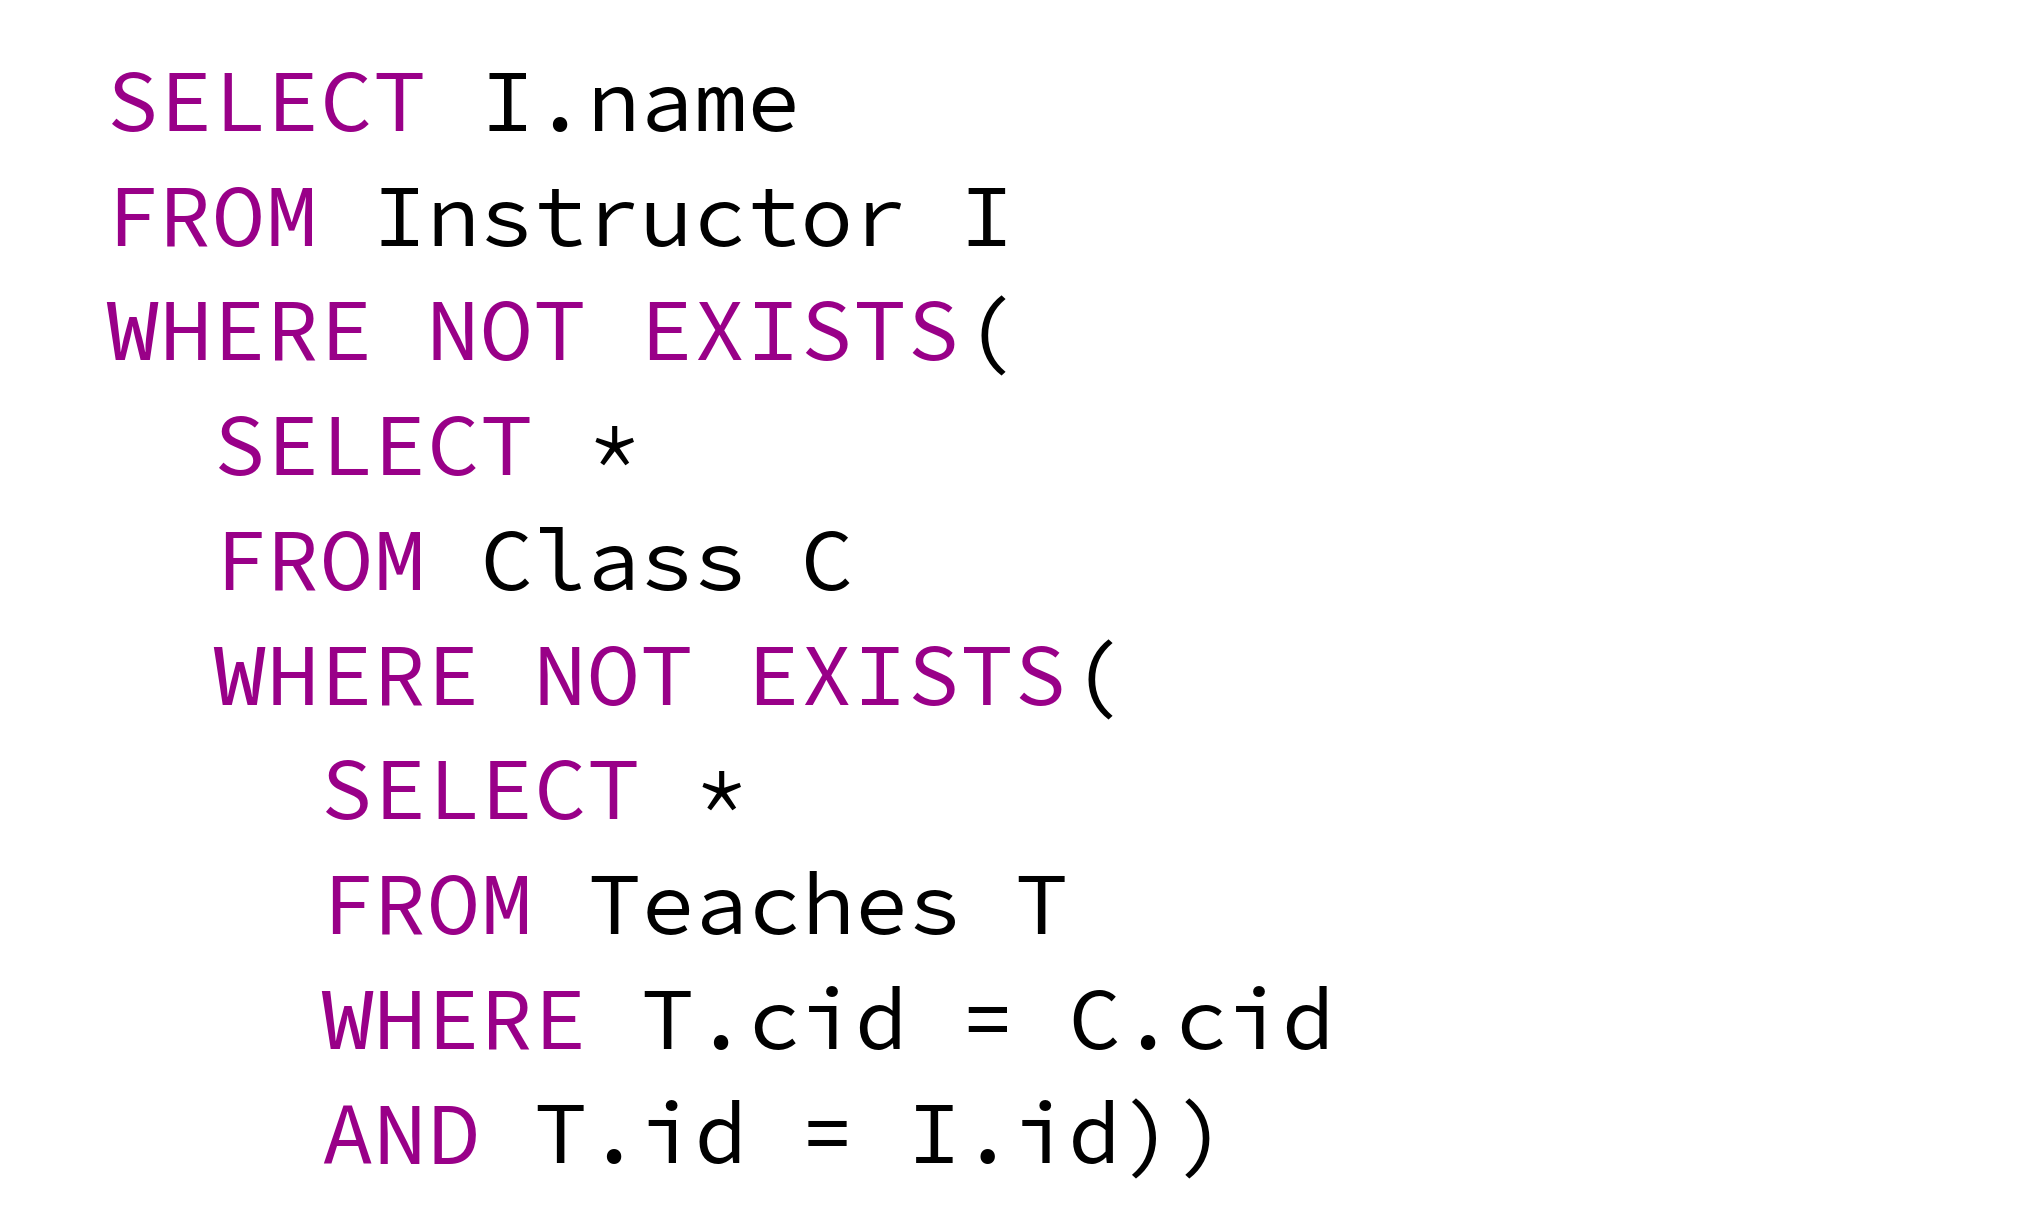 SELECT I.name
FROM Instructor I
WHERE NOT EXISTS(
SELECT *
FROM Class C
WHERE NOT EXISTS(
SELECT *
FROM Teaches T
WHERE T.cid = C.cid
AND T.id = I.id))